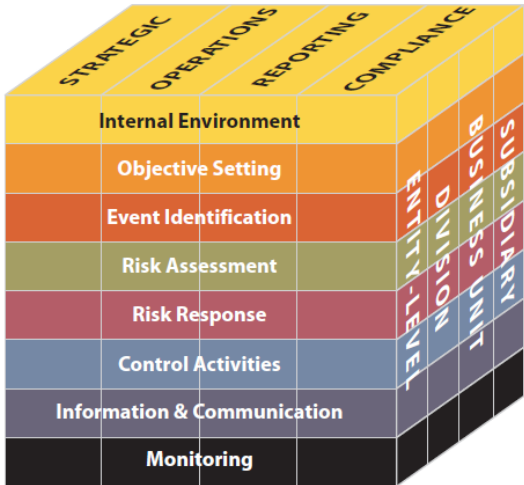 STRATEGIC
OPERATIONS
REPORTING
COMPLIANCE
Internal Environment
Objective Setting
Event Identification
Risk Assessment
Risk Response
Control Activities
Information & Communication
Monitoring
ENTITY-LEVEL
DIVISION
BUSINESS UNIT
SUBSIDIARY